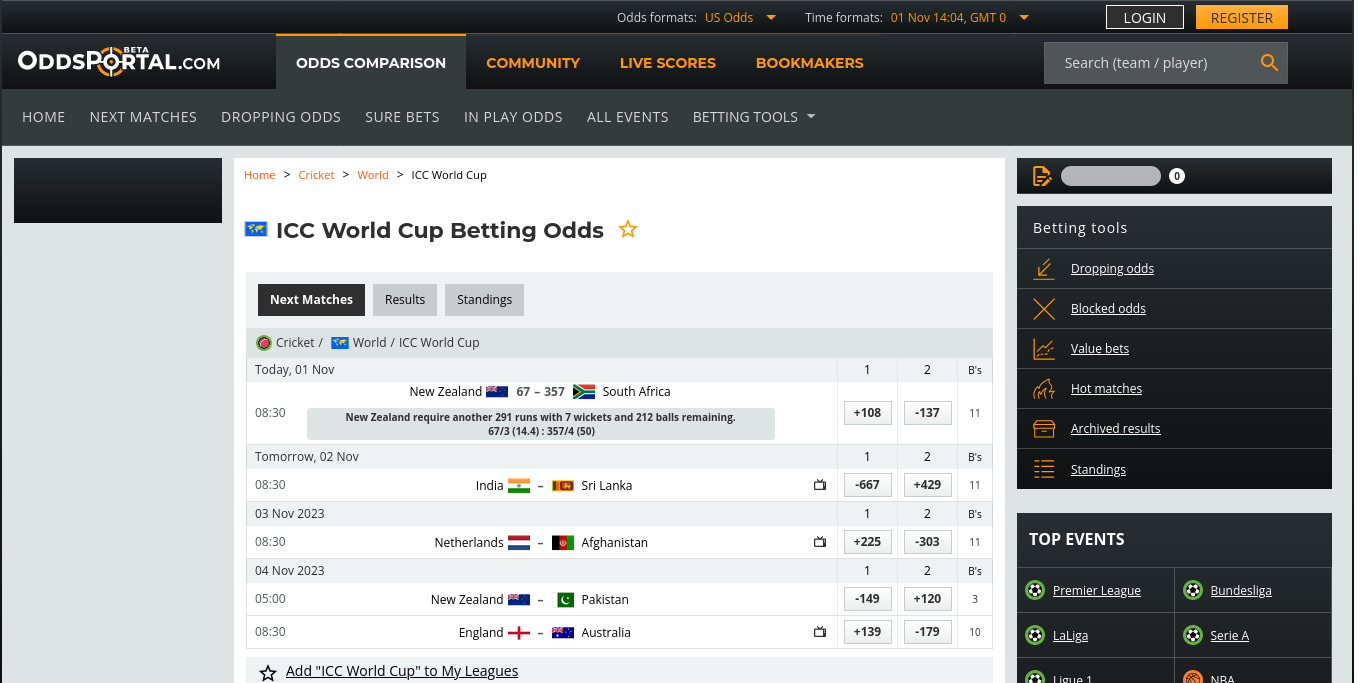 Odds formats: US Odds Time formats: 01 Nov 14:04, GMT 0 LOGIN REGISTER
ODDSPORTAL.COM BETA ODDS COMPARISON COMMUNITY LIVE SCORES BOOKMAKERS Search (team / player)
HOME NEXT MATCHES DROPPING ODDS SURE BETS IN PLAY ODDS ALL EVENTS BETTING TOOLS
Home > Cricket > World > ICC World Cup
ICC World Cup Betting Odds
Next Matches Results Standings
Cricket / World / ICC World Cup
Today, 01 Nov 1 2 B's
New Zealand 67 – 357 South Africa
08:30 +108 -137 11
New Zealand require another 291 runs with 7 wickets and 212 balls remaining.
67/3 (14.4) : 357/4 (50)
Tomorrow, 02 Nov 1 2 B's
08:30 India – Sri Lanka -667 +429 11
03 Nov 2023 1 2 B's
08:30 Netherlands – Afghanistan +225 -303 11
04 Nov 2023 1 2 B's
05:00 New Zealand – Pakistan -149 +120 3
08:30 England – Australia +139 -179 10
Add "ICC World Cup" to My Leagues
0
Betting tools
Dropping odds
Blocked odds
Value bets
Hot matches
Archived results
Standings
TOP EVENTS
Premier League Bundesliga
LaLiga Serie A
Ligue 1 NBA